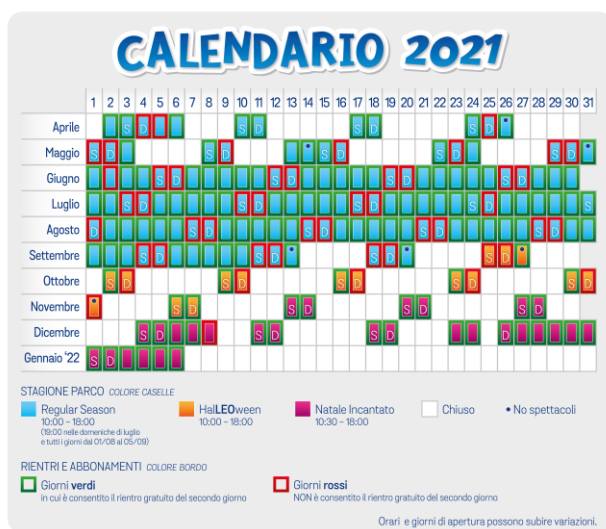 CALENDARIO 2021
1 2 3 4 5 6 7 8 9 10 11 12 13 14 15 16 17 18 19 20 21 22 23 24 25 26 27 28 29 30 31
Aprile S D S D S D S D •
Maggio S D S D • S D S D S D •
Giugno S D S D S D S D
Luglio S D S D S D S D S
Agosto D S D S D S D S D
Settembre S D S D • S D • S D •
Ottobre S D S D S D S D S D
Novembre • S D S D S D S D
Dicembre S D S D S D D
Gennaio '22 S D
STAGIONE PARCO COLORE CASELLE
Regular Season HalLEOween Natale Incantato Chiuso • No spettacoli
10:00 - 18:00 10:00 - 18:00 10:30 - 18:00
(19:00 nelle domeniche di luglio
e tutti i giorni dal 01/08 al 05/09)
RIENTRI E ABBONAMENTI COLORE BORDO
Giorni verdi Giorni rossi
in cui è consentito il rientro gratuito del secondo giorno NON è consentito il rientro gratuito del secondo giorno
Orari e giorni di apertura possono subire variazioni.